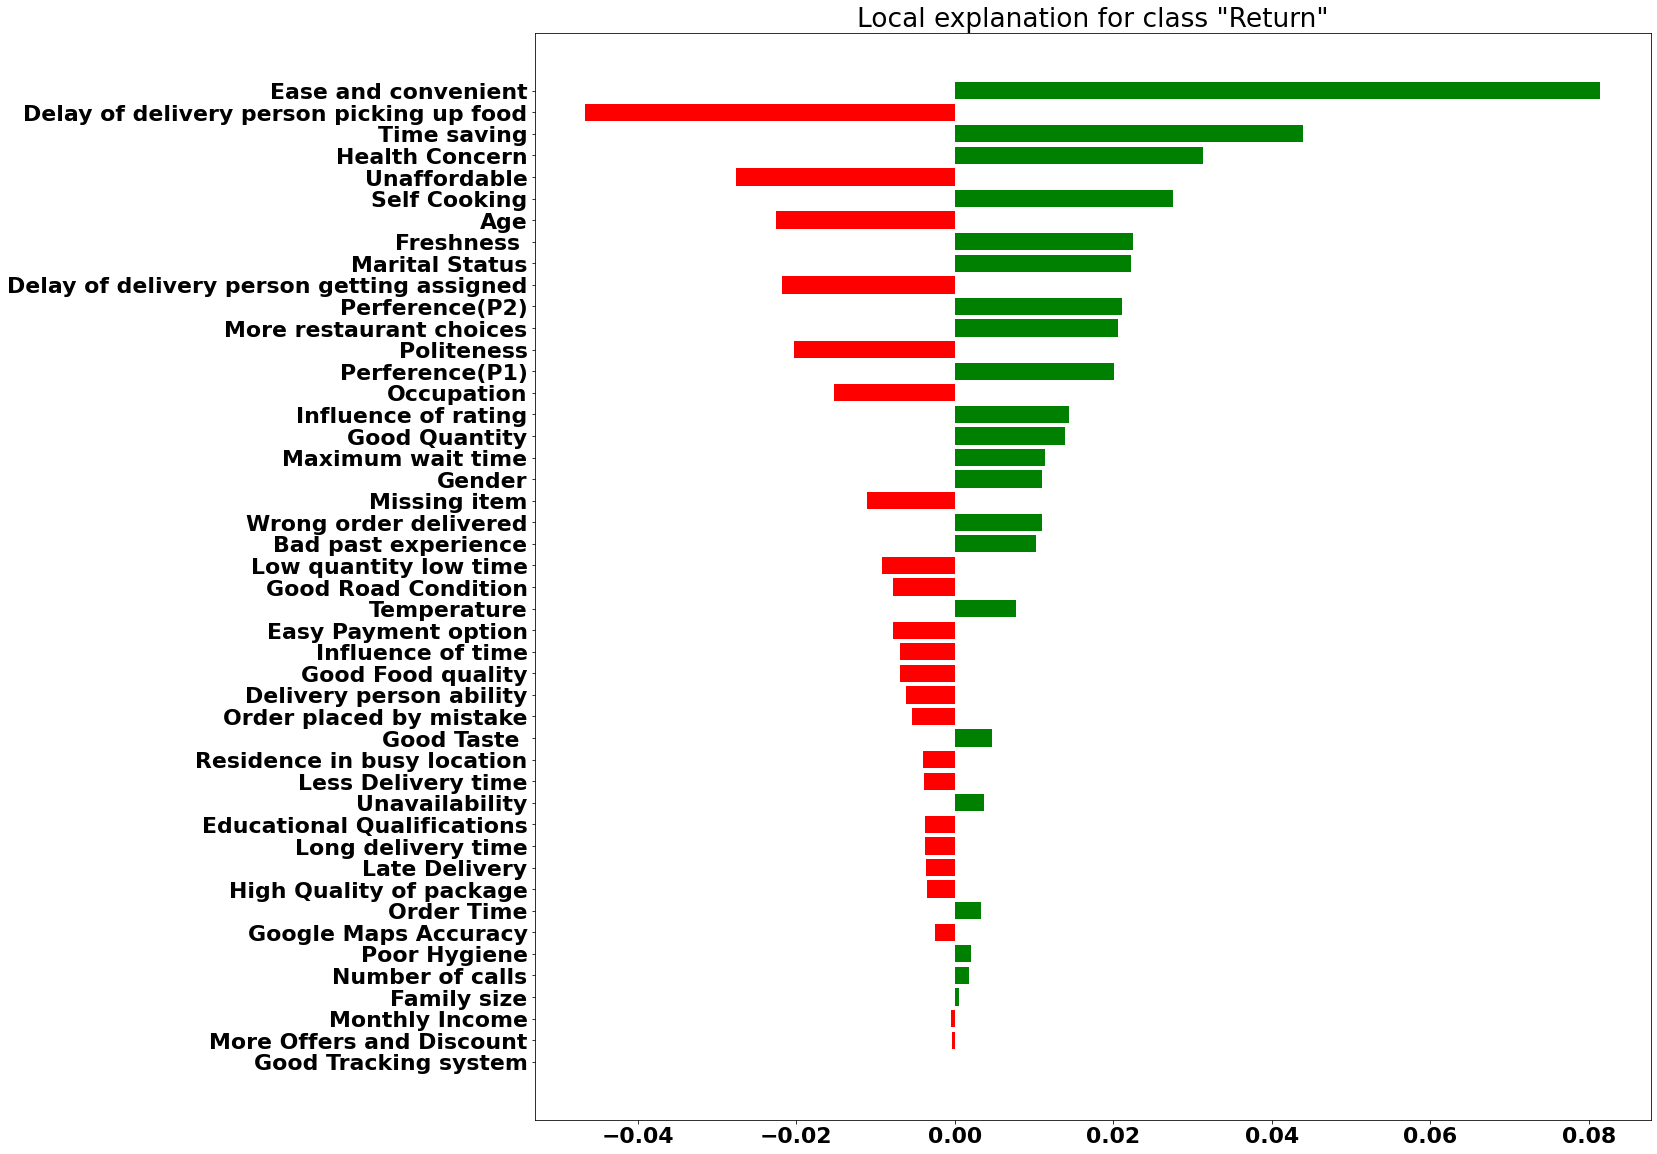 Local explanation for class "Return"
Ease and convenient
Delay of delivery person picking up food
Time saving
Health Concern
Unaffordable
Self Cooking
Age
Freshness
Marital Status
Delay of delivery person getting assigned
Perference(P2)
More restaurant choices
Politeness
Perference(P1)
Occupation
Influence of rating
Good Quantity
Maximum wait time
Gender
Missing item
Wrong order delivered
Bad past experience
Low quantity low time
Good Road Condition
Temperature
Easy Payment option
Influence of time
Good Food quality
Delivery person ability
Order placed by mistake
Good Taste
Residence in busy location
Less Delivery time
Unavailability
Educational Qualifications
Long delivery time
Late Delivery
High Quality of package
Order Time
Google Maps Accuracy
Poor Hygiene
Number of calls
Family size
Monthly Income
More Offers and Discount
Good Tracking system
−0.04 −0.02 0.00 0.02 0.04 0.06 0.08